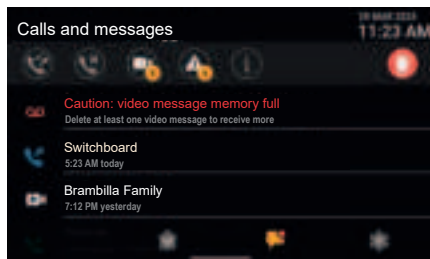 Calls and messages
11:23 AM
Caution: video message memory full
Delete at least one video message to receive more
Switchboard
5:23 AM today
Brambilla Family
7:12 PM yesterday